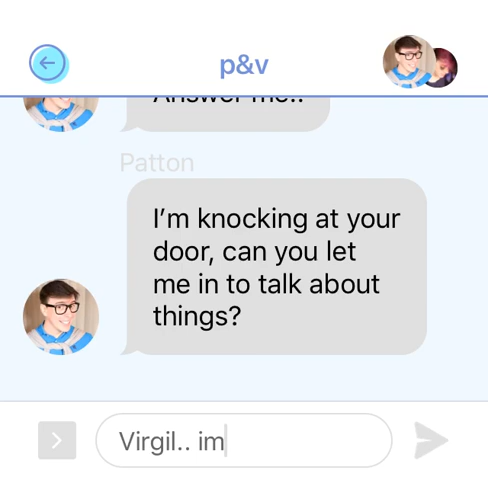 p&v
Answer me..
Patton
I’m knocking at your
door, can you let
me in to talk about
things?
Virgil.. im